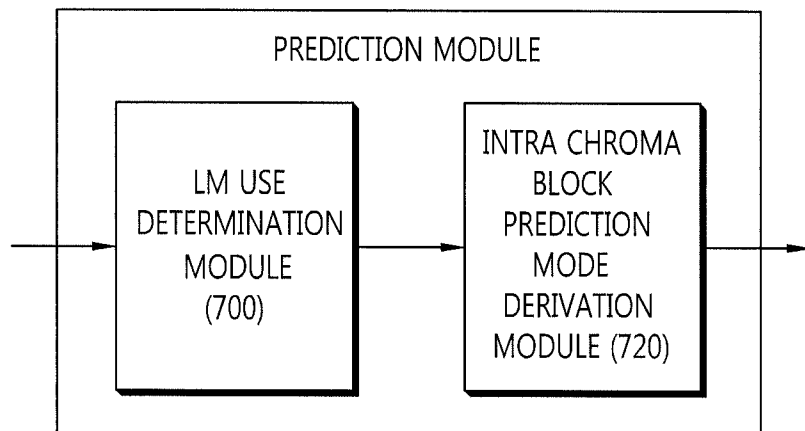 PREDICTION MODULE
LM USE
DETERMINATION
MODULE
(700)
INTRA CHROMA
BLOCK
PREDICTION
MODE
DERIVATION
MODULE (720)